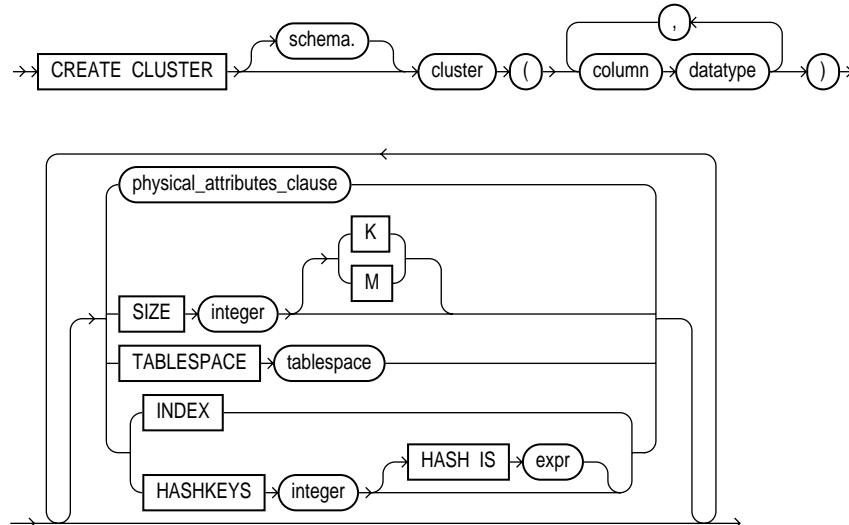 schema.
,
CREATE CLUSTER cluster ( column datatype )
physical_attributes_clause
K
M
SIZE integer
TABLESPACE tablespace
INDEX
HASH IS expr
HASHKEYS integer